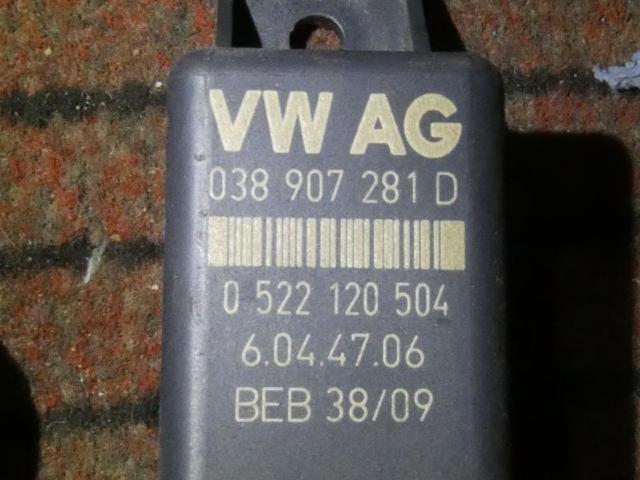 VW AG
038 907 281 D
0 522 120 504
6.04.47.06
BEB 38/09